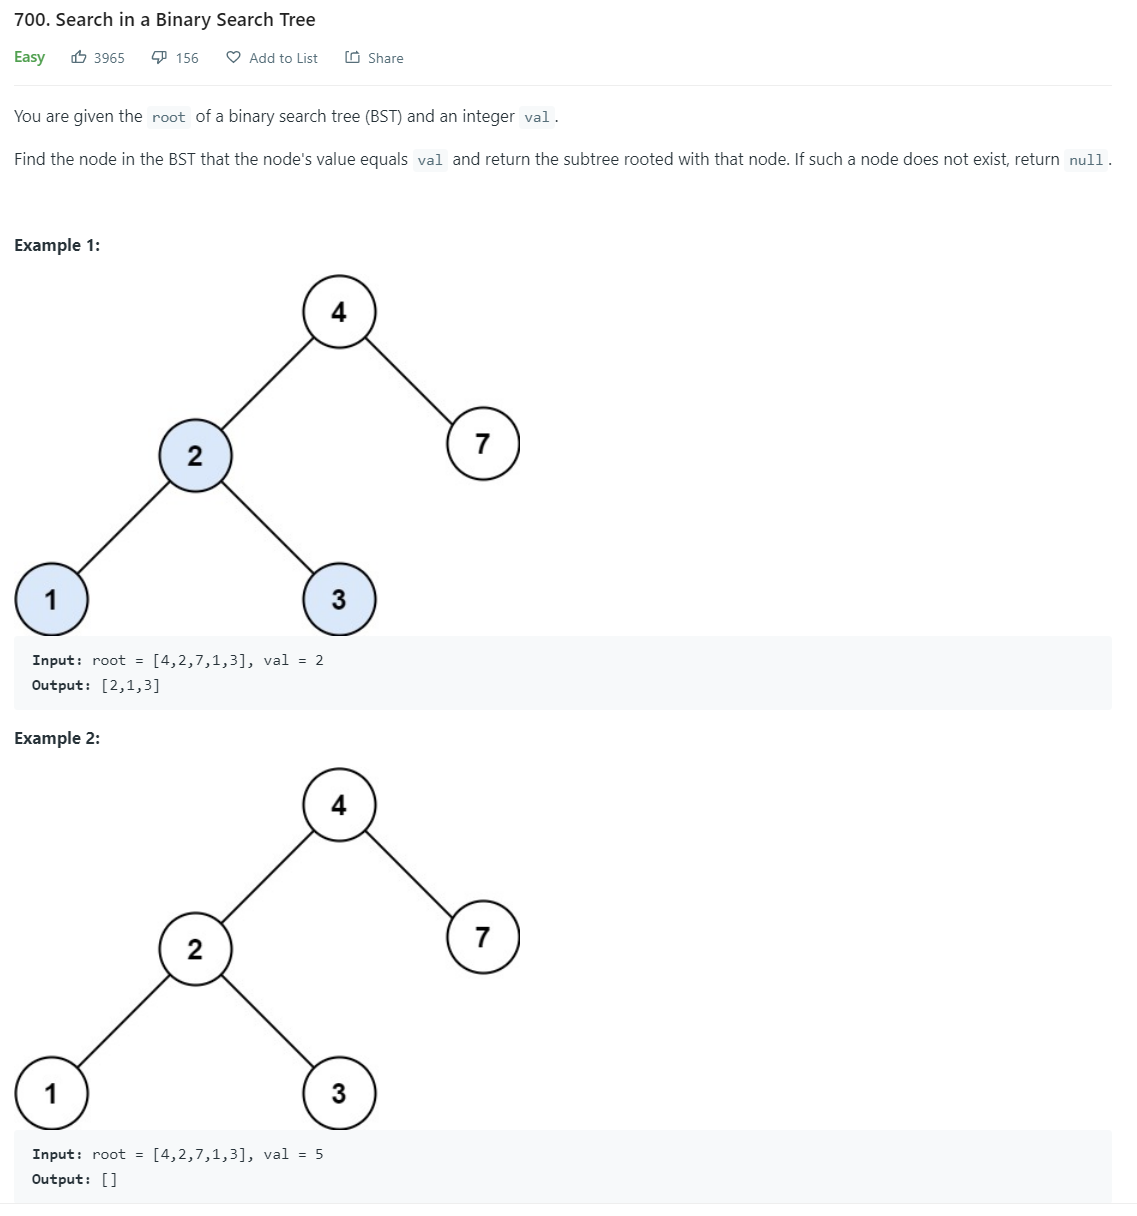 700. Search in a Binary Search Tree
Easy 3965 156 Add to List Share
You are given the root of a binary search tree (BST) and an integer val.
Find the node in the BST that the node's value equals val and return the subtree rooted with that node. If such a node does not exist, return null.
Example 1:
4
2
7
1
3
Input: root = [4,2,7,1,3], val = 2
Output: [2,1,3]
Example 2:
4
2
7
1
3
Input: root = [4,2,7,1,3], val = 5
Output: []